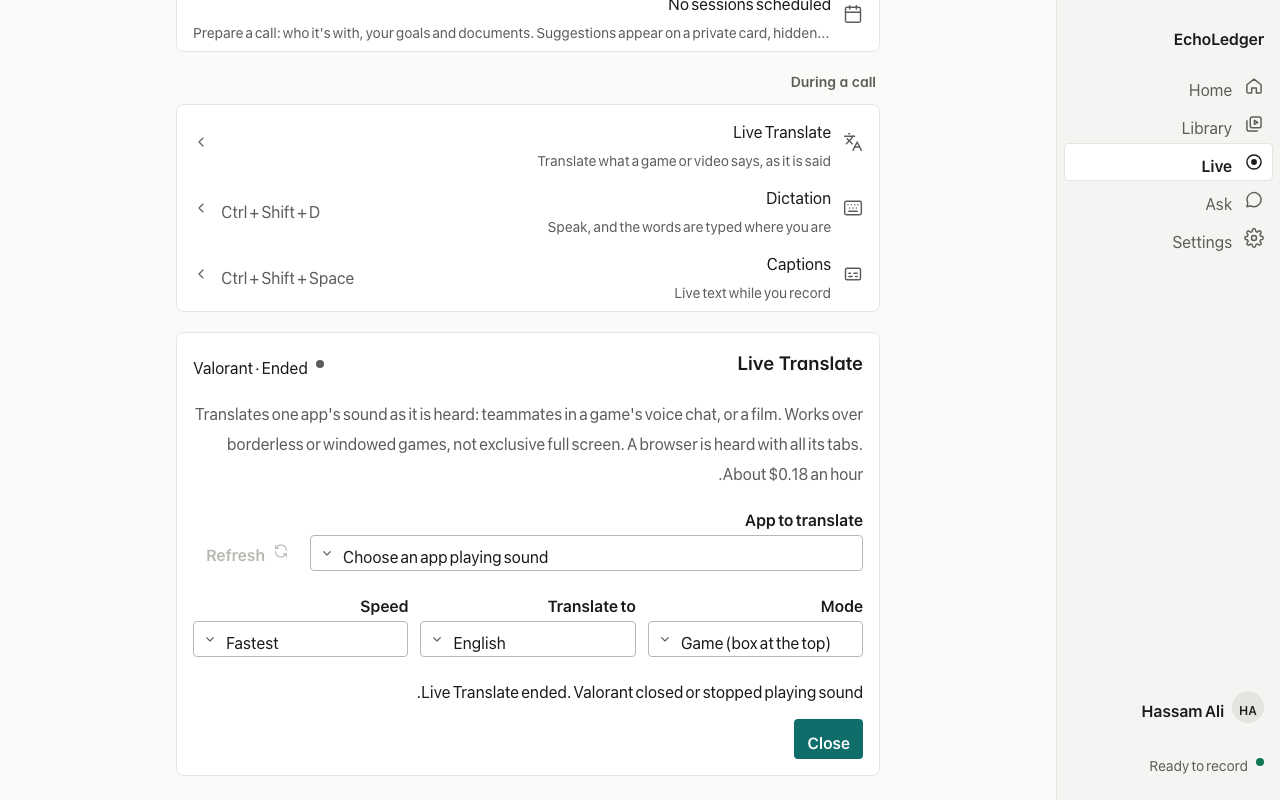 No sessions scheduled
Prepare a call: who it's with, your goals and documents. Suggestions appear on a private card, hidden...
During a call
Live Translate
Translate what a game or video says, as it is said
Dictation
Speak, and the words are typed where you are
Ctrl + Shift + D
Captions
Live text while you record
Ctrl + Shift + Space
Live Translate
Valorant · Ended
Translates one app's sound as it is heard: teammates in a game's voice chat, or a film. Works over
borderless or windowed games, not exclusive full screen. A browser is heard with all its tabs.
.About $0.18 an hour
App to translate
Choose an app playing sound
Refresh
Mode
Game (box at the top)
Translate to
English
Speed
Fastest
.Live Translate ended. Valorant closed or stopped playing sound
Close
EchoLedger
Home
Library
Live
Ask
Settings
HA
Hassam Ali
Ready to record